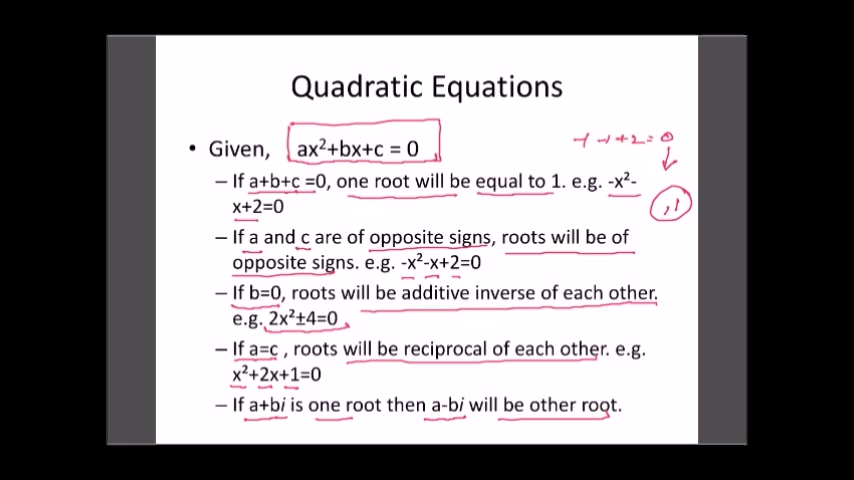 Quadratic Equations
• Given, ax²+bx+c = 0
-1 -1 +2 = 0
– If a+b+c =0, one root will be equal to 1. e.g. -x²-
x+2=0
, 1
– If a and c are of opposite signs, roots will be of
opposite signs. e.g. -x²-x+2=0
– If b=0, roots will be additive inverse of each other.
e.g. 2x²±4=0
– If a=c , roots will be reciprocal of each other. e.g.
x²+2x+1=0
– If a+bi is one root then a-bi will be other root.